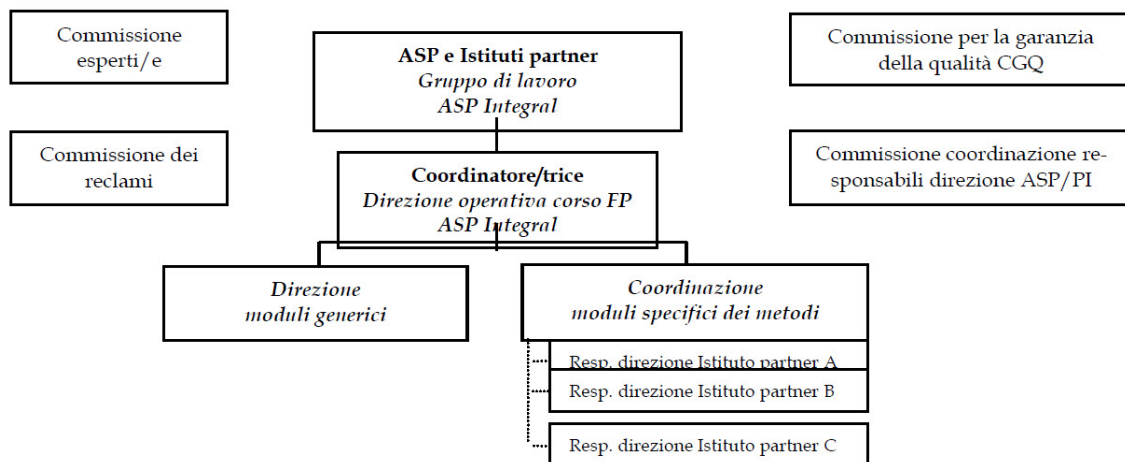 Commissione
esperti/e
ASP e Istituti partner
Gruppo di lavoro
ASP Integral
Commissione per la garanzia
della qualità CGQ
Commissione dei
reclami
Coordinatore/trice
Direzione operativa corso FP
ASP Integral
Commissione coordinazione re-
sponsabili direzione ASP/PI
Direzione
moduli generici
Coordinazione
moduli specifici dei metodi
Resp. direzione Istituto partner A
Resp. direzione Istituto partner B
Resp. direzione Istituto partner C